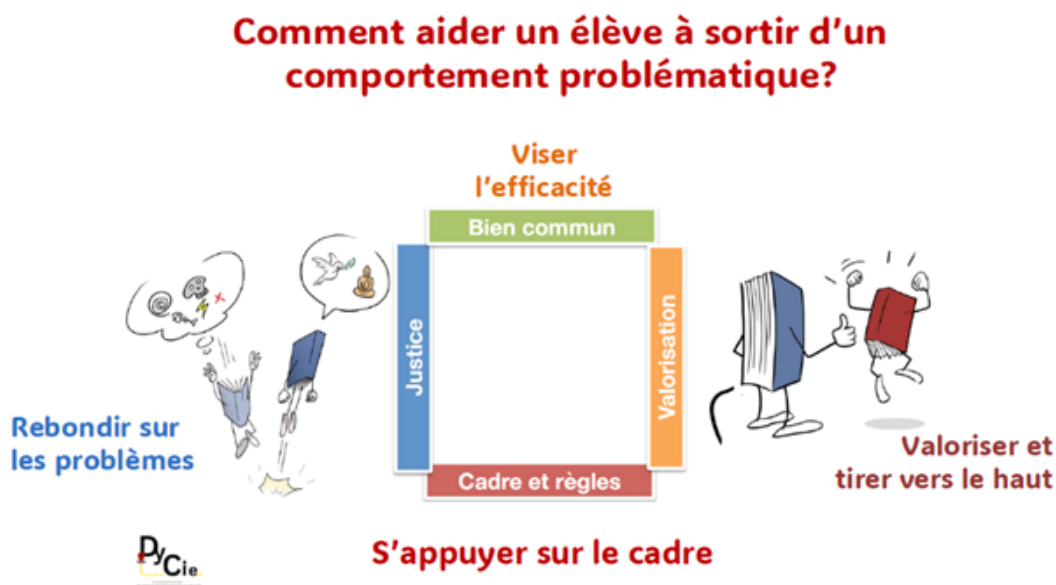 Comment aider un élève à sortir d'un
comportement problématique?
Viser
l'efficacité
Bien commun
Justice
Valorisation
Rebondir sur
les problèmes
Valoriser et
tirer vers le haut
Cadre et règles
S'appuyer sur le cadre
DyCie